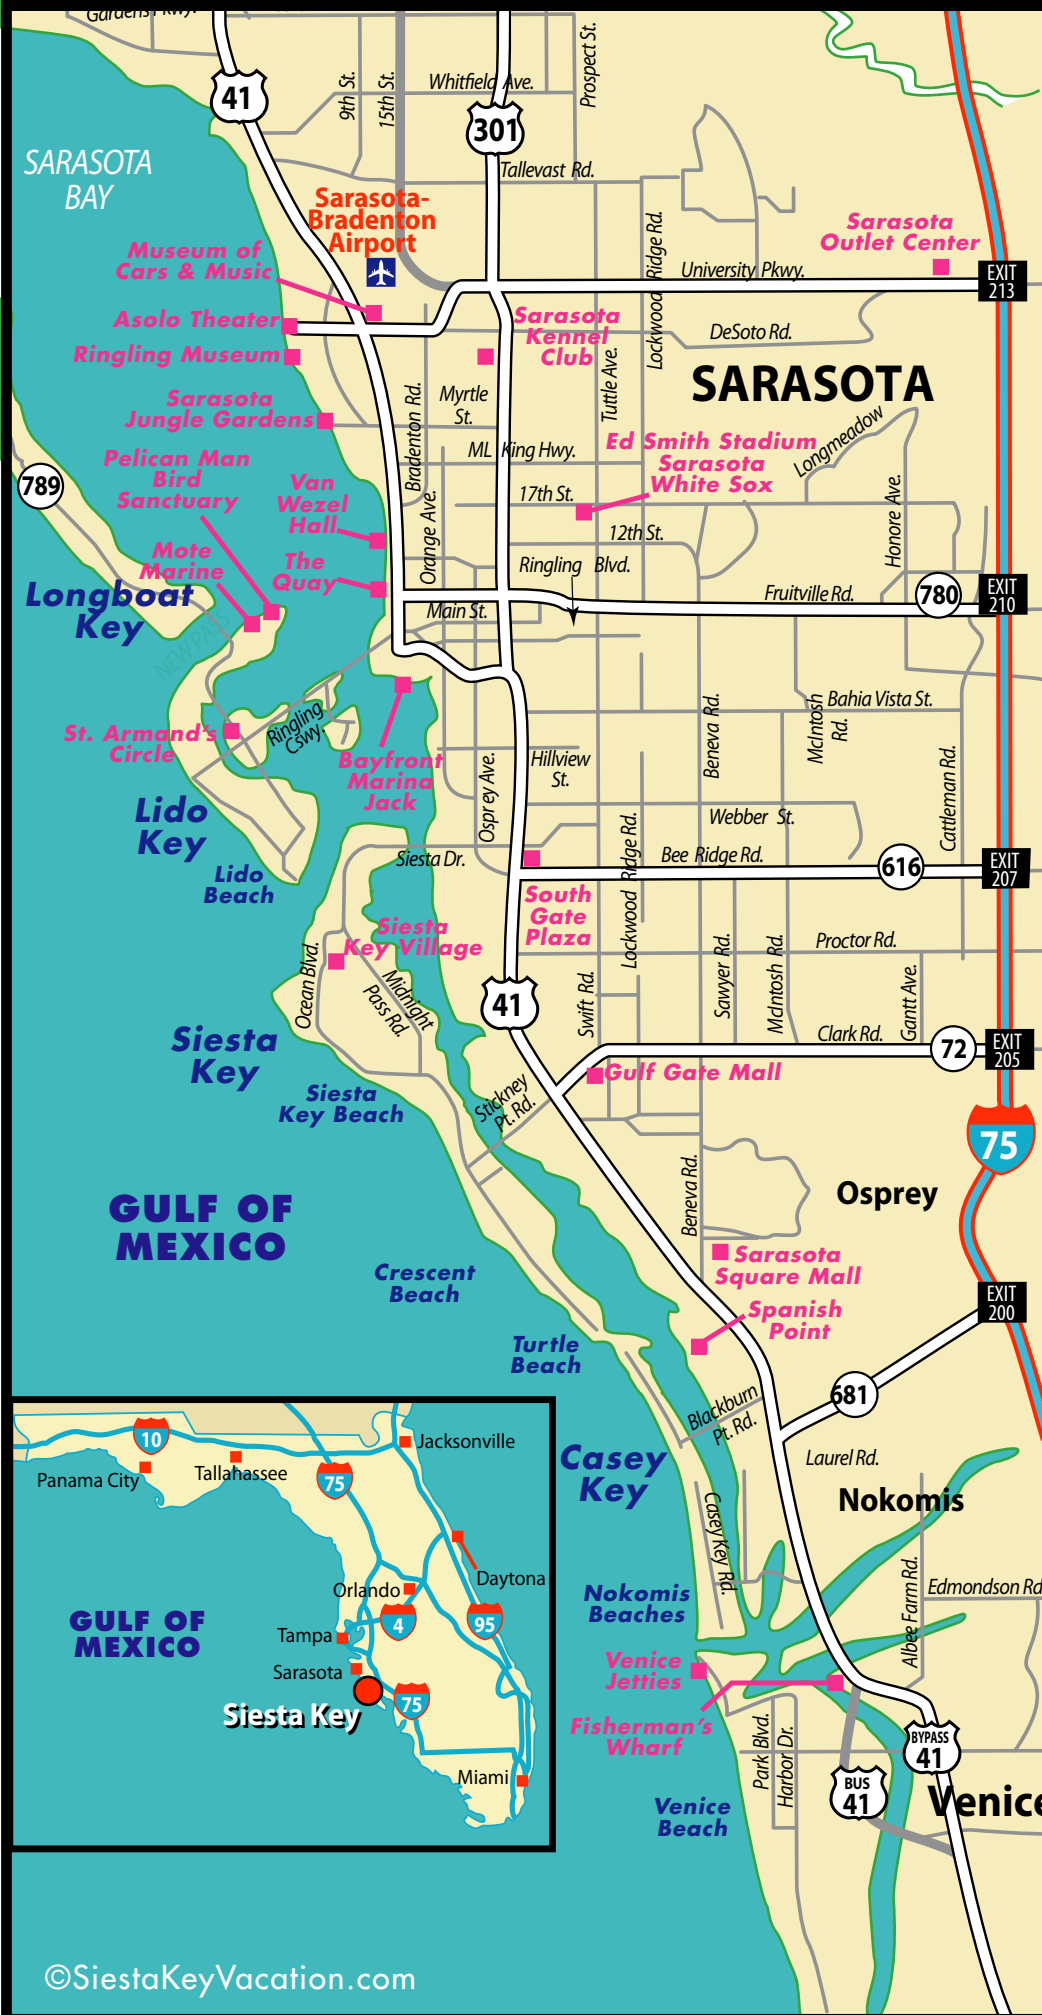 Gardens Pkwy.
41
9th St.
15th St.
Whitfield Ave.
Prospect St.
301
SARASOTA
BAY
Tallevast Rd.
Sarasota-
Bradenton
Airport
Lockwood Ridge Rd.
Sarasota
Outlet Center
Museum of
Cars & Music
University Pkwy.
EXIT
213
Asolo Theater
Sarasota
Kennel
Club
DeSoto Rd.
Ringling Museum
Tuttle Ave.
SARASOTA
Bradenton Rd.
Myrtle
St.
Sarasota
Jungle Gardens
Longmeadow
Ed Smith Stadium
Sarasota
White Sox
ML King Hwy.
Pelican Man
Bird
Sanctuary
789
Van
Wezel
Hall
17th St.
Honore Ave.
Orange Ave.
12th St.
Mote
Marine
The
Quay
Ringling Blvd.
Longboat
Key
Main St.
Fruitville Rd.
780
EXIT
210
NEW PASS
Bahia Vista St.
McIntosh
Rd.
Beneva Rd.
St. Armand's
Circle
Ringling
Cswy.
Bayfront
Marina
Jack
Hillview
St.
Osprey Ave.
Cattleman Rd.
Lido
Key
Webber St.
Lockwood Ridge Rd.
Siesta Dr.
Bee Ridge Rd.
616
EXIT
207
Lido
Beach
South
Gate
Plaza
Siesta
Key Village
Ocean Blvd.
Midnight
Pass Rd.
Proctor Rd.
Swift Rd.
Sawyer Rd.
McIntosh Rd.
Gantt Ave.
41
Siesta
Key
Clark Rd.
72
EXIT
205
Gulf Gate Mall
Siesta
Key Beach
Stickney
Pt. Rd.
75
Beneva Rd.
Osprey
GULF OF
MEXICO
Sarasota
Square Mall
Crescent
Beach
EXIT
200
Spanish
Point
Turtle
Beach
681
Blackburn
Pt. Rd.
Laurel Rd.
Casey
Key
Nokomis
Casey Key Rd.
Albee Farm Rd.
Edmondson Rd
Nokomis
Beaches
Venice
Jetties
Fisherman's
Wharf
Park Blvd.
Harbor Dr.
BYPASS
41
BUS
41
Venice
Venice
Beach
10
Jacksonville
Panama City
Tallahassee
75
Daytona
Orlando
4
95
GULF OF
MEXICO
Tampa
Sarasota
75
Siesta Key
Miami
©SiestaKeyVacation.com